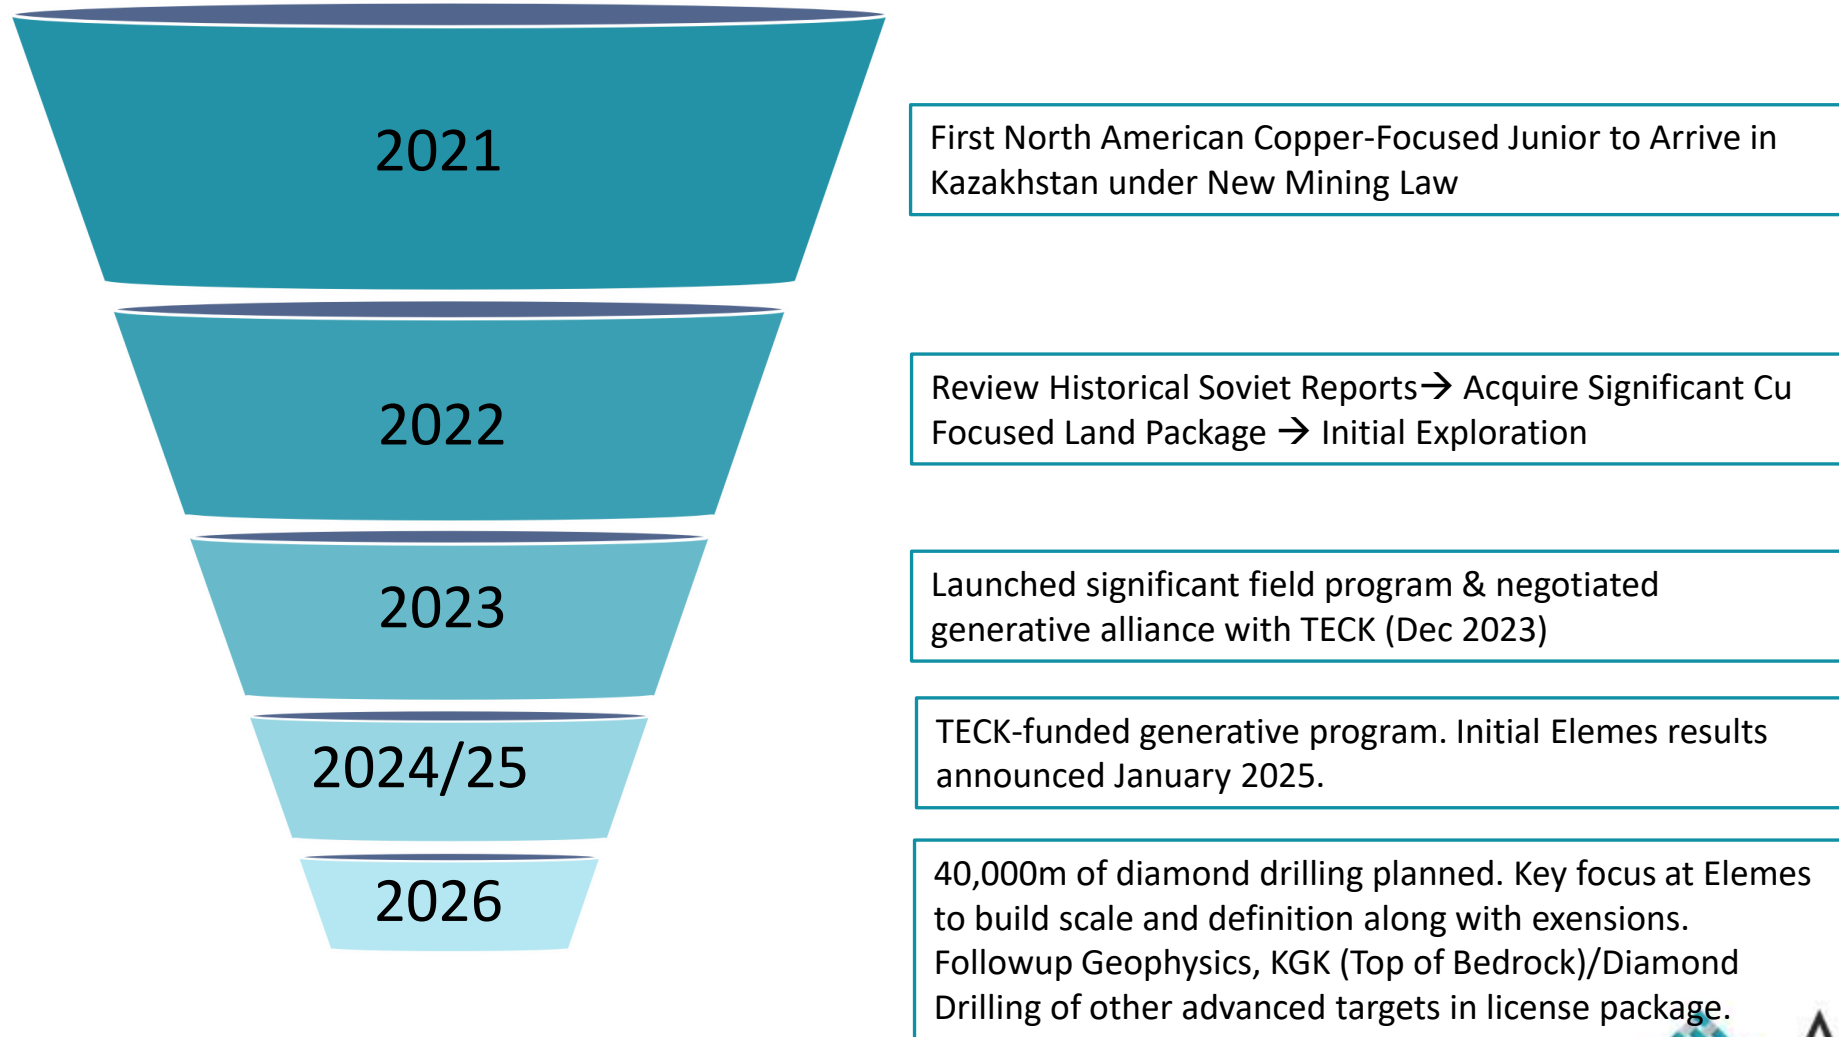 2021
First North American Copper-Focused Junior to Arrive in
Kazakhstan under New Mining Law
2022
Review Historical Soviet Reports→ Acquire Significant Cu
Focused Land Package → Initial Exploration
2023
Launched significant field program & negotiated
generative alliance with TECK (Dec 2023)
2024/25
TECK-funded generative program. Initial Elemes results
announced January 2025.
2026
40,000m of diamond drilling planned. Key focus at Elemes
to build scale and definition along with exensions.
Followup Geophysics, KGK (Top of Bedrock)/Diamond
Drilling of other advanced targets in license package.